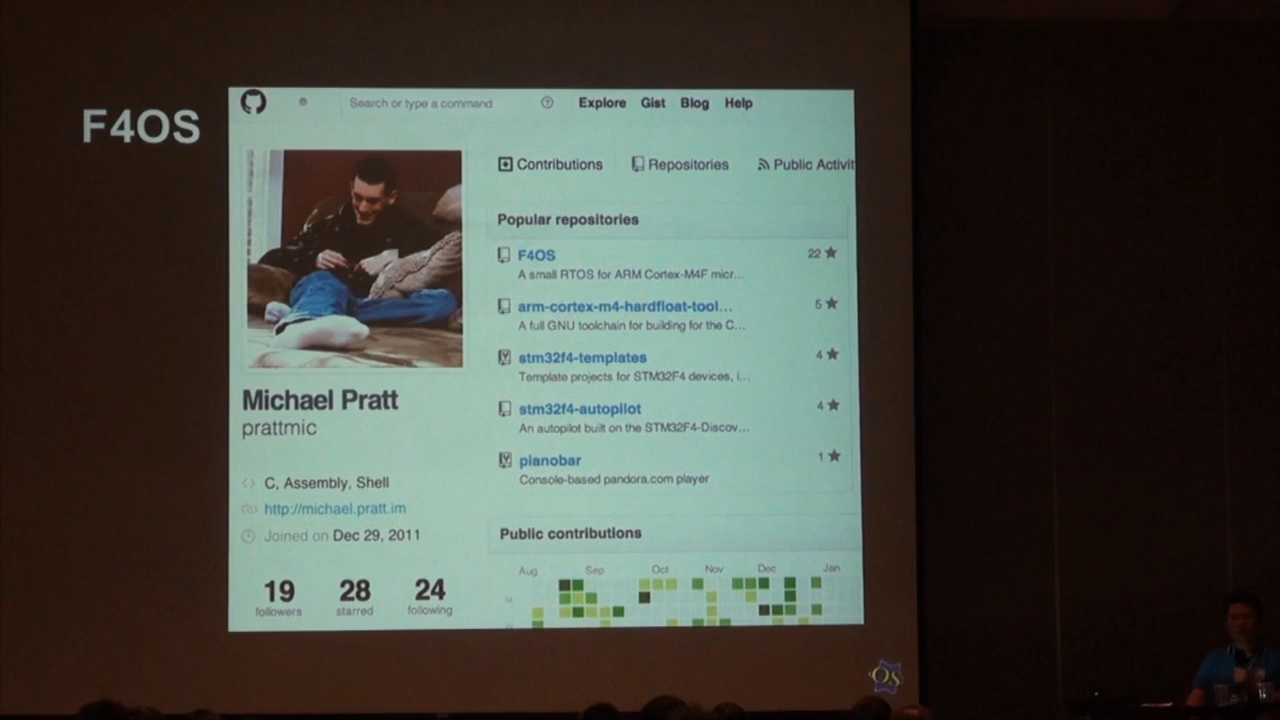 F4OS
Search or type a command
Explore Gist Blog Help
Contributions Repositories Public Activit
Popular repositories
F4OS 22
A small RTOS for ARM Cortex-M4F micr...
arm-cortex-m4-hardfloat-tool... 5
A full GNU toolchain for building for the C...
stm32f4-templates 4
Template projects for STM32F4 devices, i...
stm32f4-autopilot 4
An autopilot built on the STM32F4-Discov...
pianobar 1
Console-based pandora.com player
Michael Pratt
prattmic
C, Assembly, Shell
http://michael.pratt.im
Joined on Dec 29, 2011
19 28 24
followers starred following
Public contributions
Aug Sep Oct Nov Dec Jan
M
OS